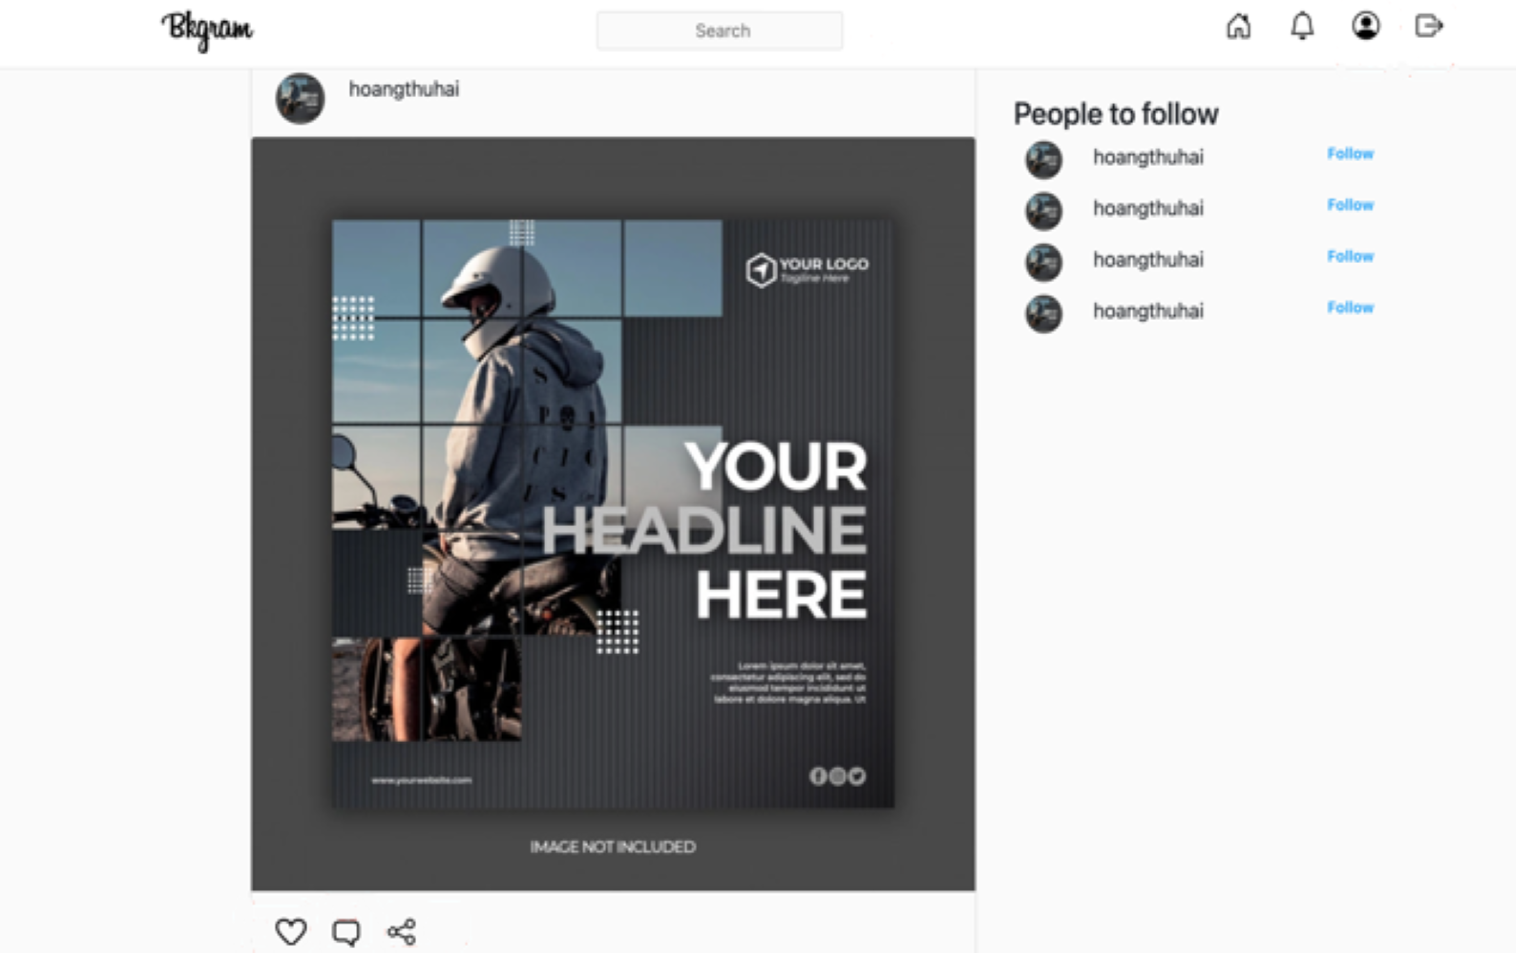 Bkgram
Search
hoangthuhai
People to follow
hoangthuhai Follow
hoangthuhai Follow
hoangthuhai Follow
hoangthuhai Follow
YOUR LOGO
Tagline Here
S
P
C I C
U S
YOUR
HEADLINE
HERE
Lorem ipsum dolor sit amet,
consectetur adipiscing elit, sed do
eiusmod tempor incididunt ut
labore et dolore magna aliqua. Ut
www.yourwebsite.com
IMAGE NOT INCLUDED